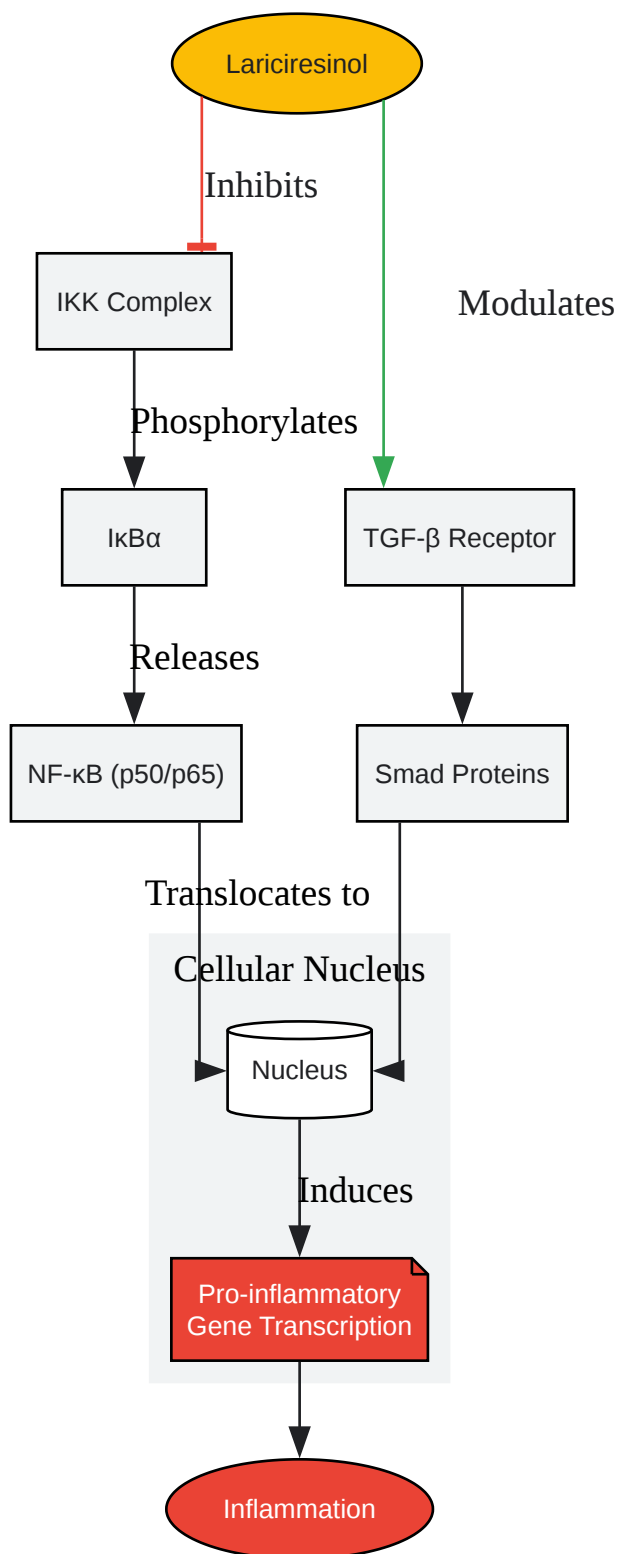 Lariciresinol
Inhibits
IKK Complex
Modulates
Phosphorylates
IκBα
TGF-β Receptor
Releases
NF-κB (p50/p65)
Smad Proteins
Translocates to
Cellular Nucleus
Nucleus
Induces
Pro-inflammatory
Gene Transcription
Inflammation